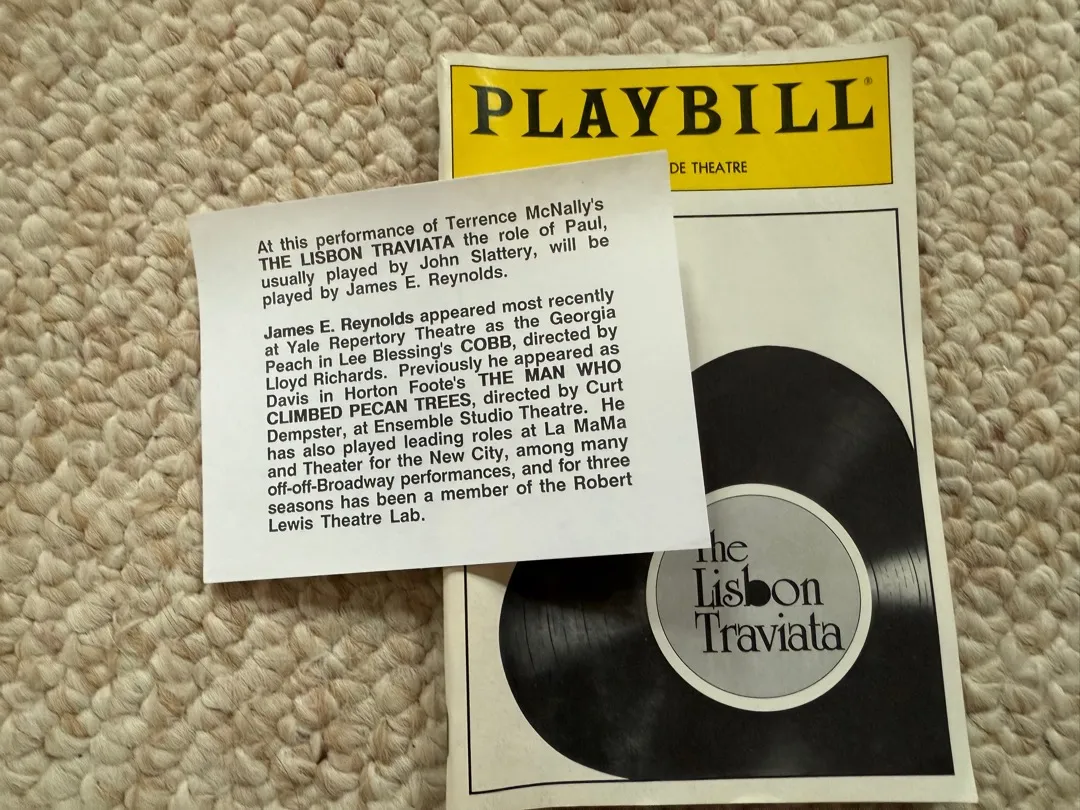 PLAYBILL®
DE THEATRE
At this performance of Terrence McNally's
THE LISBON TRAVIATA the role of Paul,
usually played by John Slattery, will be
played by James E. Reynolds.
James E. Reynolds appeared most recently
at Yale Repertory Theatre as the Georgia
Peach in Lee Blessing's COBB, directed by
Lloyd Richards. Previously he appeared as
Davis in Horton Foote's THE MAN WHO
CLIMBED PECAN TREES, directed by Curt
Dempster, at Ensemble Studio Theatre. He
has also played leading roles at La MaMa
and Theater for the New City, among many
off-off-Broadway performances, and for three
seasons has been a member of the Robert
Lewis Theatre Lab.
The
Lisbon
Traviata